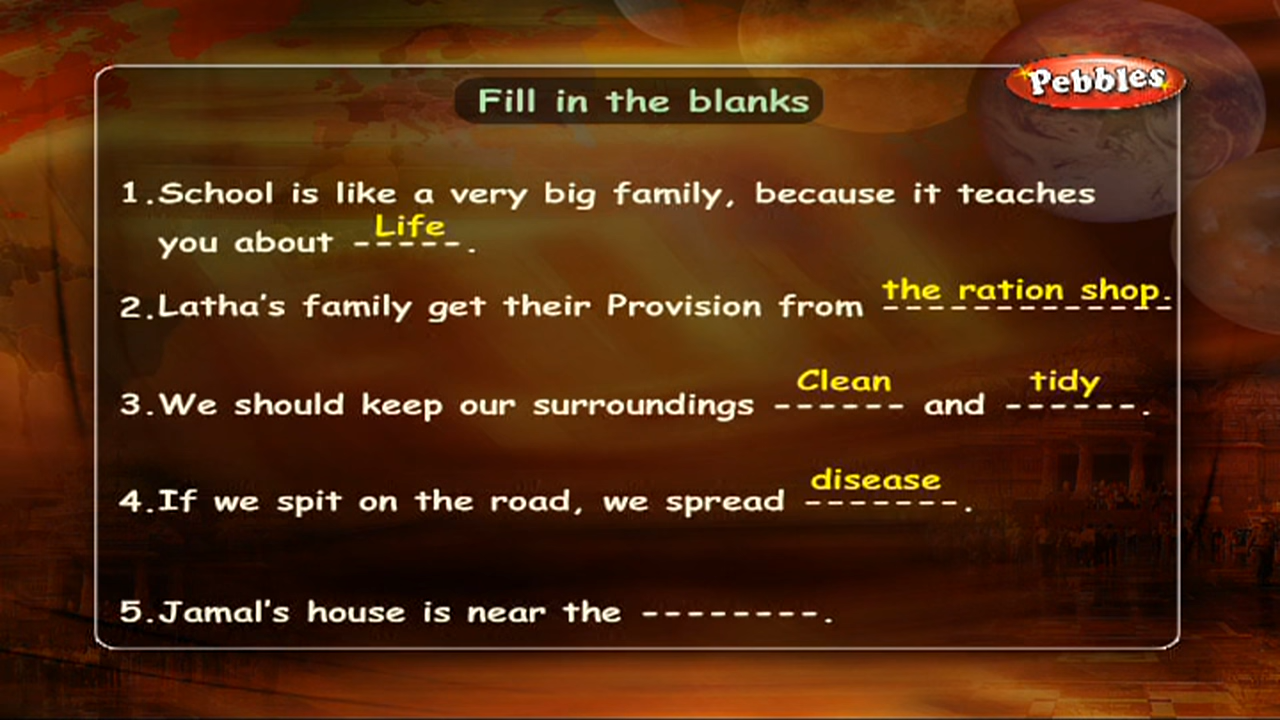 Pebbles
Fill in the blanks
1.School is like a very big family, because it teaches
you about Life -----.
2.Latha's family get their Provision from the ration shop.
3.We should keep our surroundings Clean ------ and tidy ------.
4.If we spit on the road, we spread disease -------.
5.Jamal's house is near the --------.